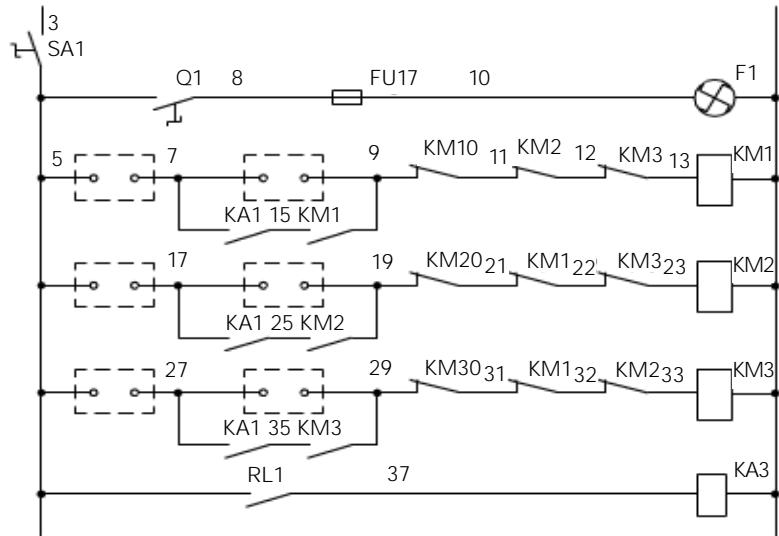 3
SA1
Q1 8 FU17 10 F1
5 7 9 KM10 11 KM2 12 KM3 13 KM1
KA1 15 KM1
17 19 KM20 21 KM1 22 KM3 23 KM2
KA1 25 KM2
27 29 KM30 31 KM1 32 KM2 33 KM3
KA1 35 KM3
RL1 37 KA3